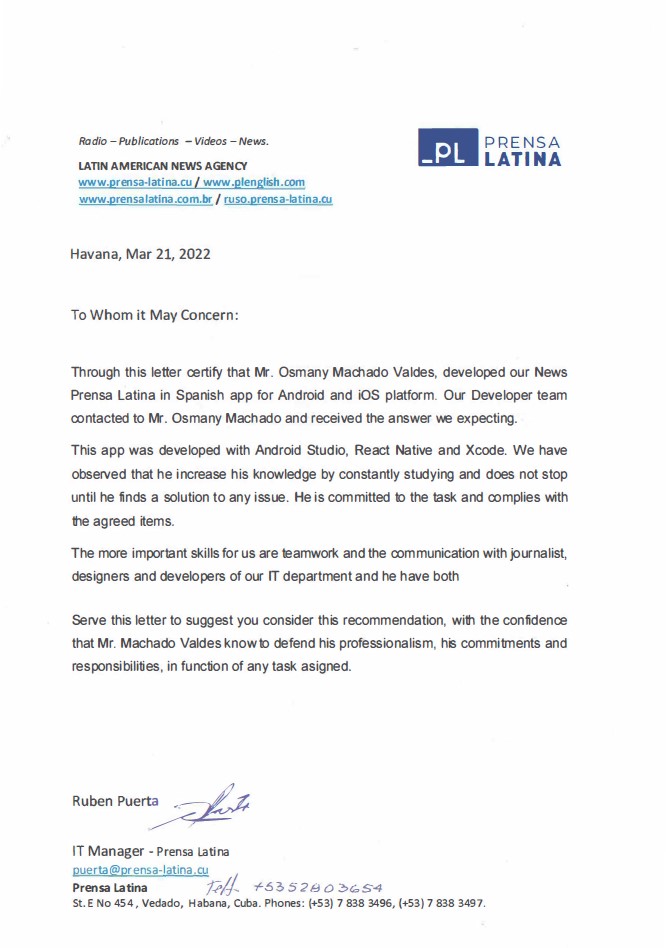 Radio – Publications – Videos – News.
LATIN AMERICAN NEWS AGENCY
www.prensa-latina.cu / www.plenglish.com
www.prensalatina.com.br / ruso.prensa-latina.cu
_PL PRENSA
LATINA
Havana, Mar 21, 2022
To Whom it May Concern:
Through this letter certify that Mr. Osmany Machado Valdes, developed our News
Prensa Latina in Spanish app for Android and iOS platform. Our Developer team
contacted to Mr. Osmany Machado and received the answer we expecting.
This app was developed with Android Studio, React Native and Xcode. We have
observed that he increase his knowledge by constantly studying and does not stop
until he finds a solution to any issue. He is committed to the task and complies with
the agreed items.
The more important skills for us are teamwork and the communication with journalist,
designers and developers of our IT department and he have both
Serve this letter to suggest you consider this recommendation, with the confidence
that Mr. Machado Valdes know to defend his professionalism, his commitments and
responsibilities, in function of any task asigned.
Ruben Puerta
IT Manager - Prensa Latina
puerta@prensa-latina.cu
Prensa Latina Telf. +5352803654
St. E No 454 , Vedado, Habana, Cuba. Phones: (+53) 7 838 3496, (+53) 7 838 3497.